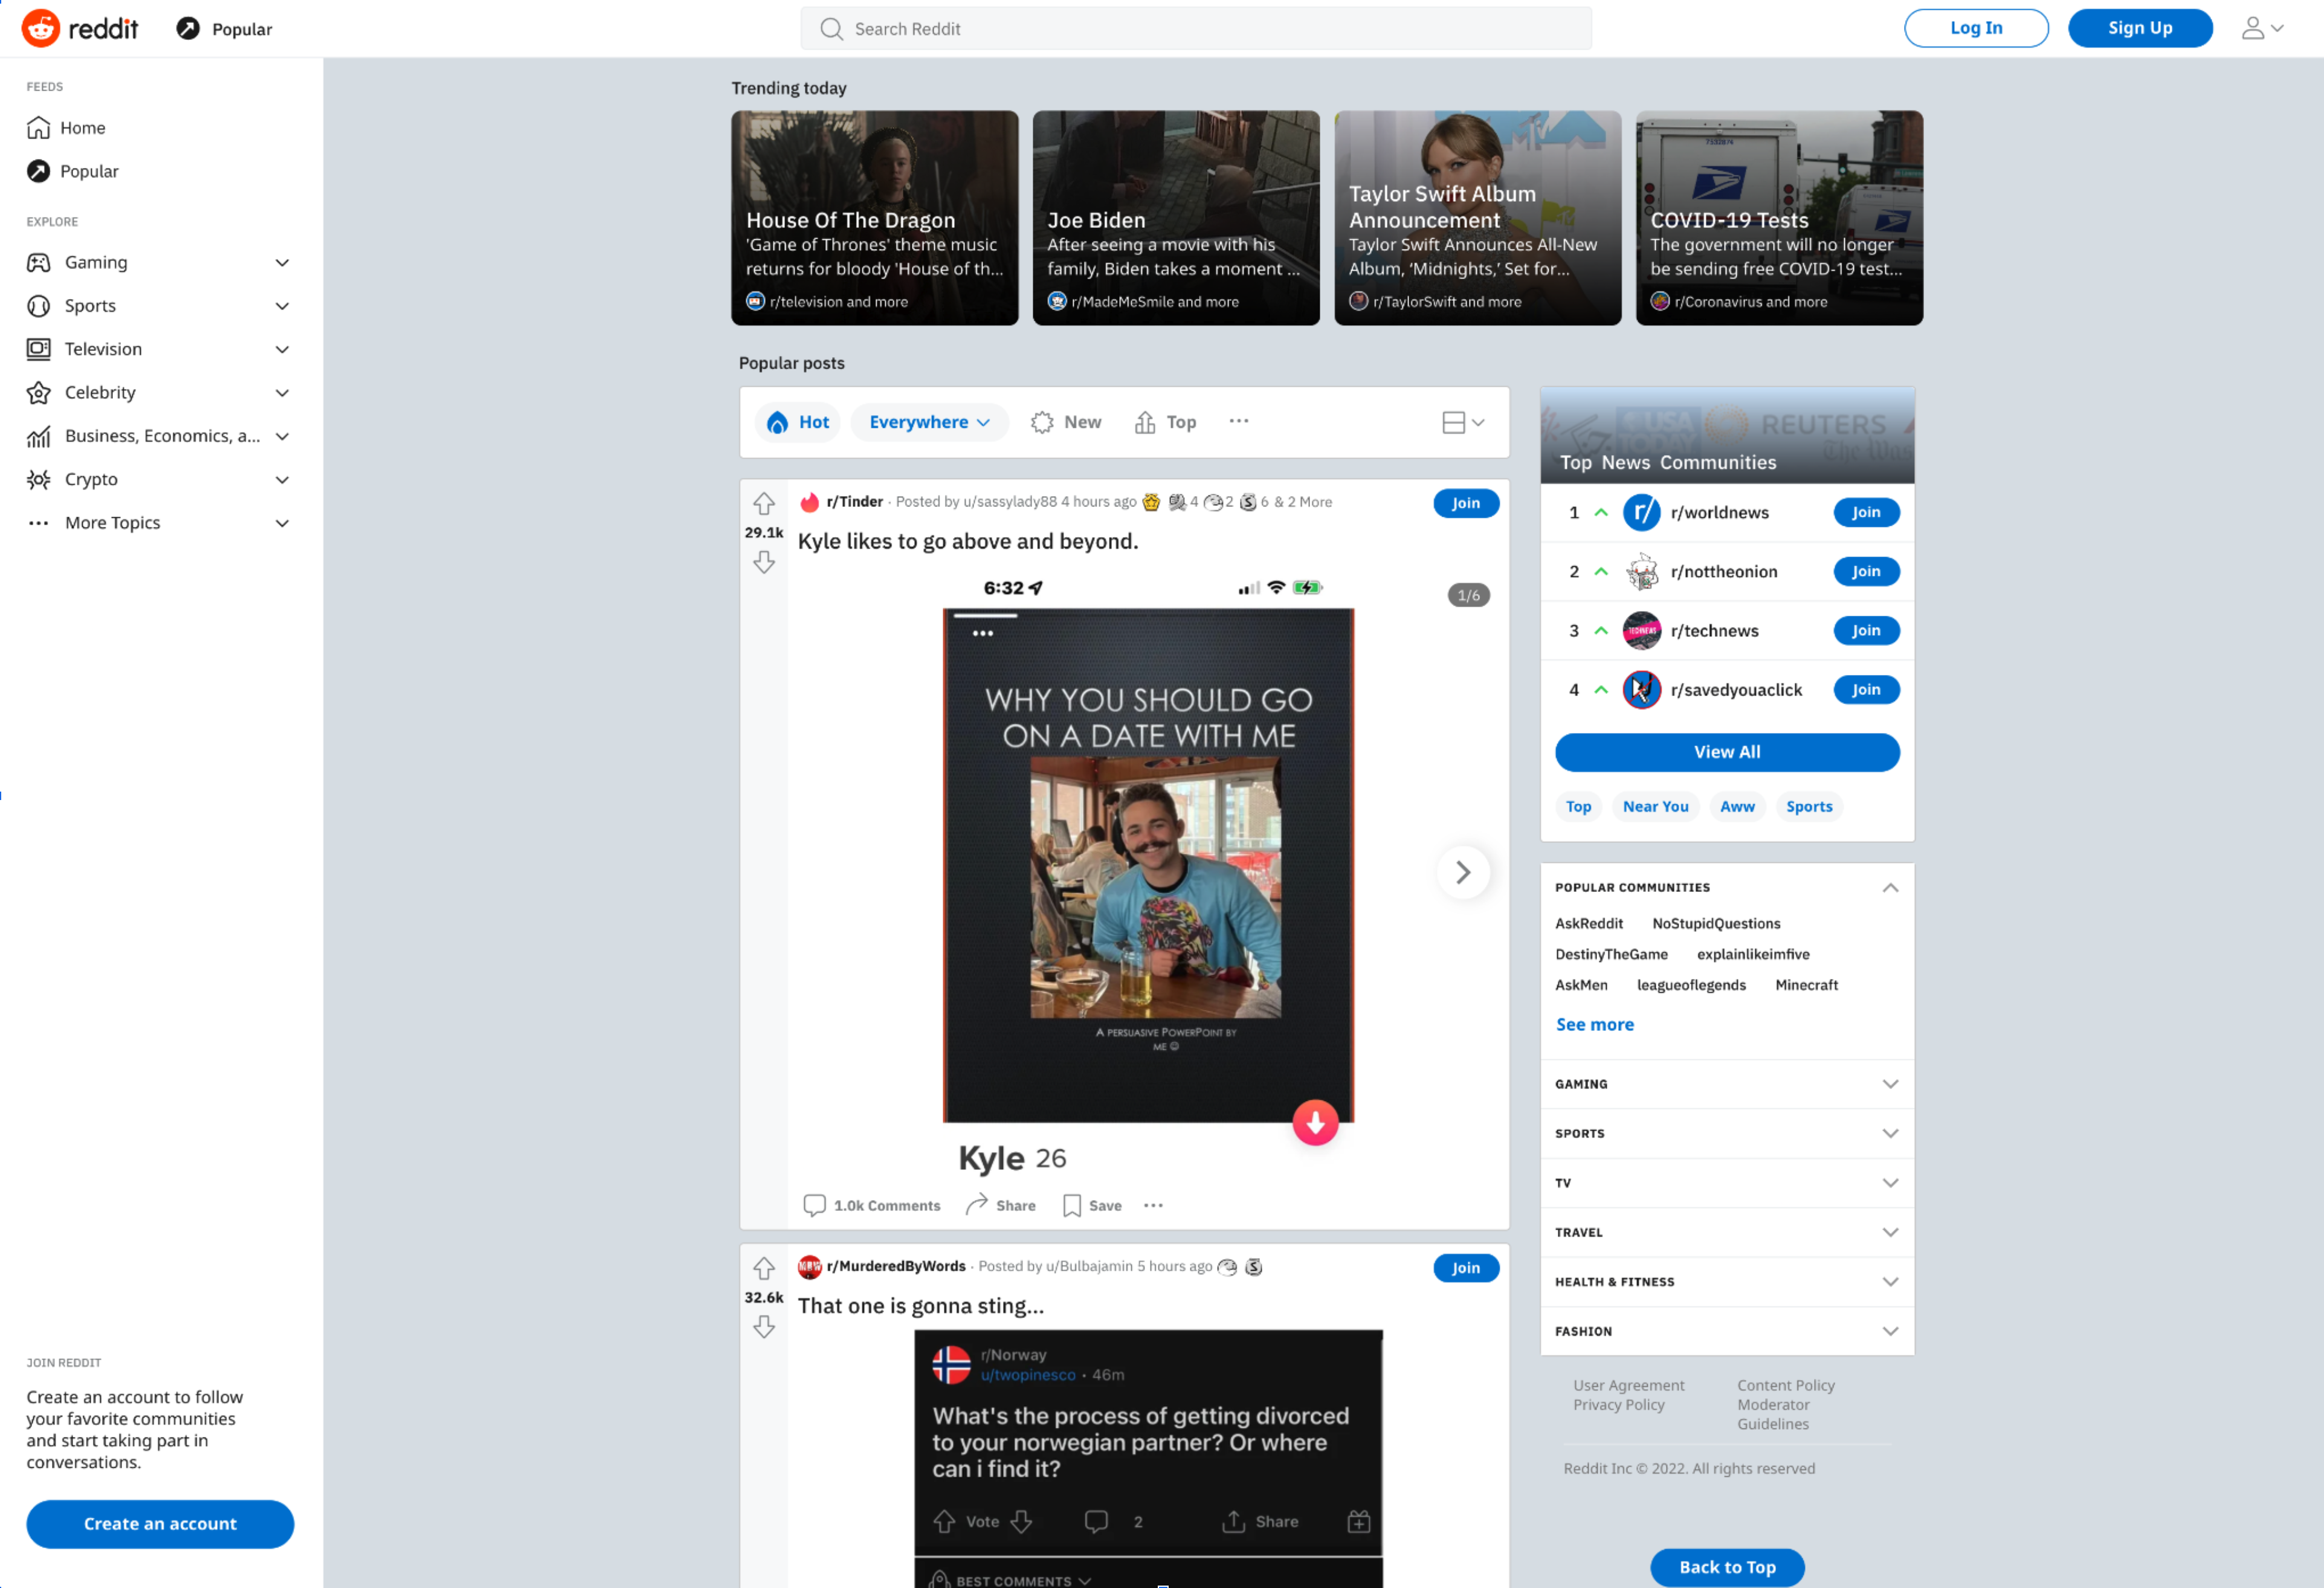 reddit
Popular
Search Reddit
Log In
Sign Up
FEEDS
Home
Popular
EXPLORE
Gaming
Sports
Television
Celebrity
Business, Economics, a...
Crypto
More Topics
JOIN REDDIT
Create an account to follow
your favorite communities
and start taking part in
conversations.
Create an account
Trending today
House Of The Dragon
'Game of Thrones' theme music
returns for bloody 'House of th...
r/television and more
Joe Biden
After seeing a movie with his
family, Biden takes a moment ...
r/MadeMeSmile and more
Taylor Swift Album
Announcement
Taylor Swift Announces All-New
Album, ‘Midnights,’ Set for...
r/TaylorSwift and more
COVID-19 Tests
The government will no longer
be sending free COVID-19 test...
r/Coronavirus and more
Popular posts
Hot
Everywhere
New
Top
r/Tinder · Posted by u/sassylady88 4 hours ago 4 2 6 & 2 More
Join
29.1k
Kyle likes to go above and beyond.
6:32
1/6
WHY YOU SHOULD GO
ON A DATE WITH ME
A PERSUASIVE POWERPOINT BY
ME ☺
Kyle 26
1.0k Comments
Share
Save
r/MurderedByWords · Posted by u/Bulbajamin 5 hours ago
Join
32.6k
That one is gonna sting...
r/Norway
u/twopinesco · 46m
What's the process of getting divorced
to your norwegian partner? Or where
can i find it?
Vote
2
Share
BEST COMMENTS
USA
TODAY
REUTERS
Top News Communities
1 r/ r/worldnews Join
2 r/nottheonion Join
3 TECHNEWS r/technews Join
4 r/savedyouaclick Join
View All
Top
Near You
Aww
Sports
POPULAR COMMUNITIES
AskReddit NoStupidQuestions
DestinyTheGame explainlikeimfive
AskMen leagueoflegends Minecraft
See more
GAMING
SPORTS
TV
TRAVEL
HEALTH & FITNESS
FASHION
User Agreement
Privacy Policy
Content Policy
Moderator
Guidelines
Reddit Inc © 2022. All rights reserved
Back to Top